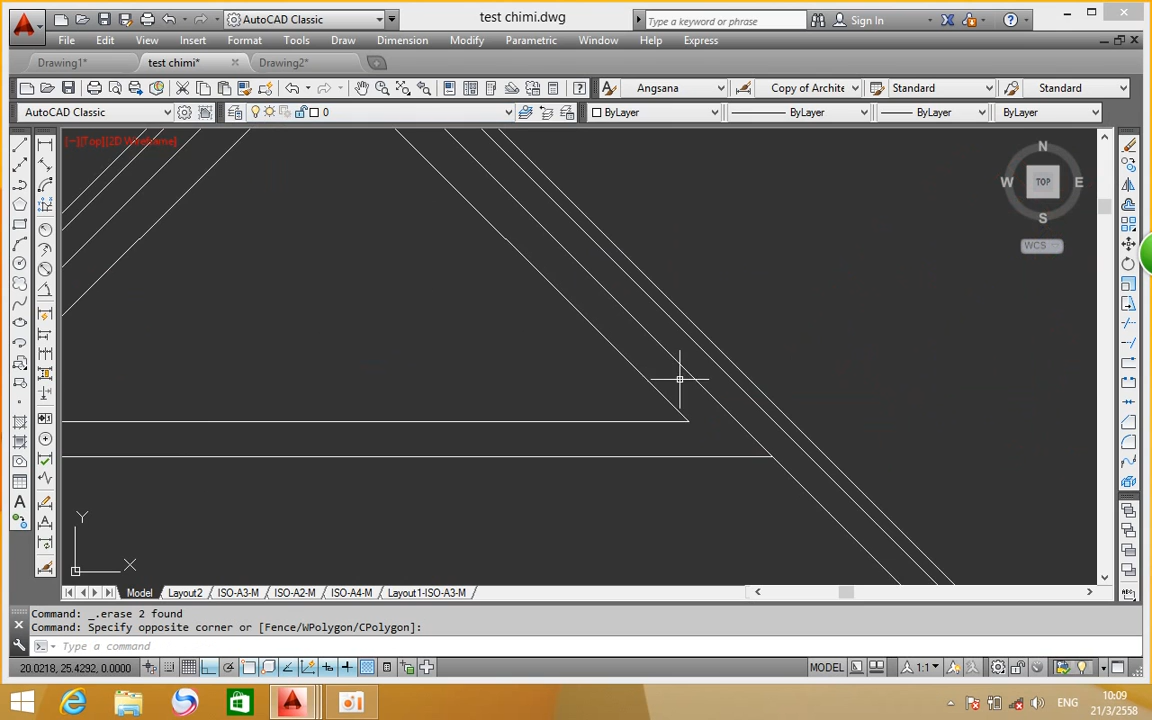 AutoCAD Classic
test chimi.dwg
Type a keyword or phrase
Sign In
File Edit View Insert Format Tools Draw Dimension Modify Parametric Window Help Express
Drawing1* test chimi* Drawing2*
Angsana Copy of Archite Standard Standard
AutoCAD Classic 0 ByLayer ByLayer ByLayer ByLayer
[−][Top][2D Wireframe]
N
W TOP E
S
WCS
Y
X
Model Layout2 ISO-A3-M ISO-A2-M ISO-A4-M Layout1-ISO-A3-M
Command: _.erase 2 found
Command: Specify opposite corner or [Fence/WPolygon/CPolygon]:
Type a command
20.0218, 25.4292, 0.0000 MODEL 1:1
ENG
10:09
21/3/2558